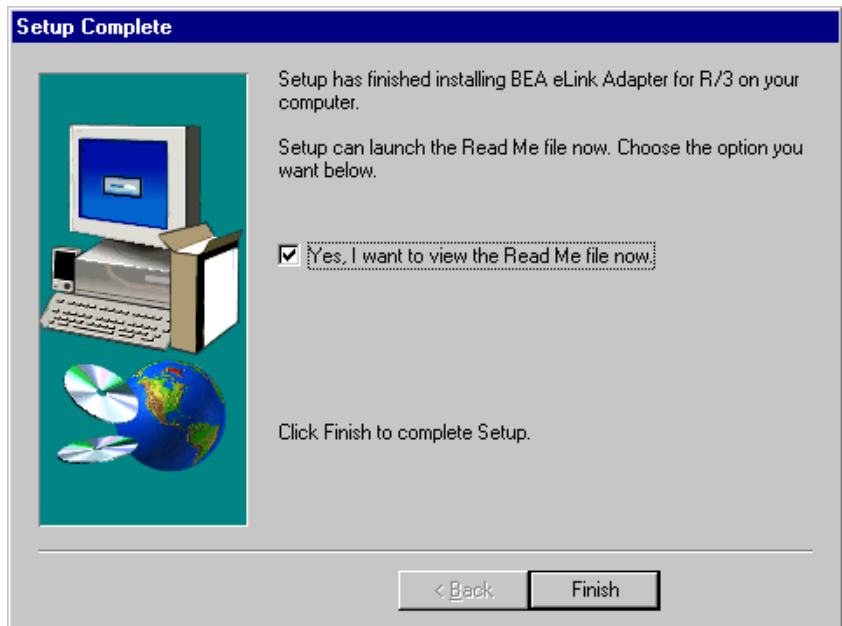 Setup Complete
Setup has finished installing BEA eLink Adapter for R/3 on your
computer.
Setup can launch the Read Me file now. Choose the option you
want below.
Yes, I want to view the Read Me file now.
Click Finish to complete Setup.
< Back
Finish